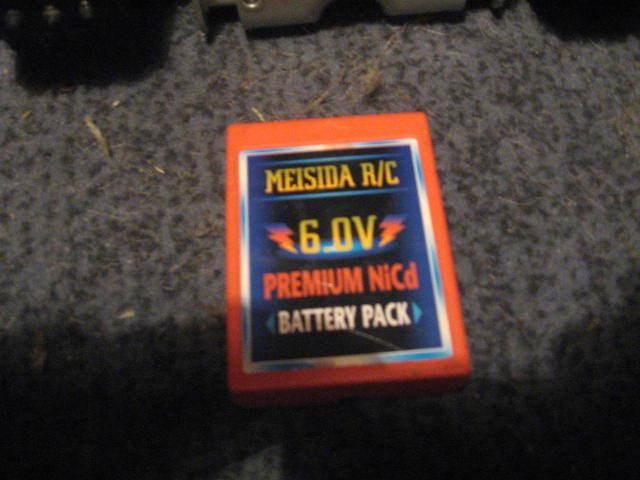 MEISIDA R/C
6.0V
PREMIUM NiCd
BATTERY PACK